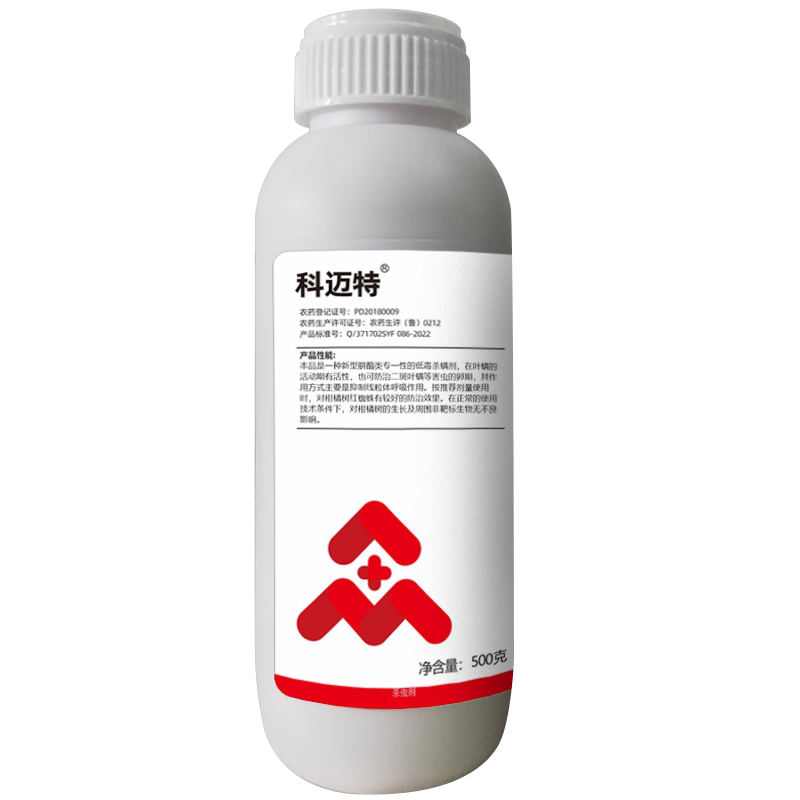 科迈特®
农药登记证号：PD20180009
农药生产许可证号：农药生许（鲁）0212
产品标准号：Q/371702SYF 086-2022
产品性能：
本品是一种新型肼酯类专一性的低毒杀螨剂，在叶螨的
活动期有活性，也可防治二斑叶螨等害虫的卵期，其作
用方式主要是抑制线粒体呼吸作用。按推荐剂量使用
时，对柑橘树红蜘蛛有较好的防治效果。在正常的使用
技术条件下，对柑橘树的生长及周围非靶标生物无不良
影响。
净含量：500克
杀虫剂